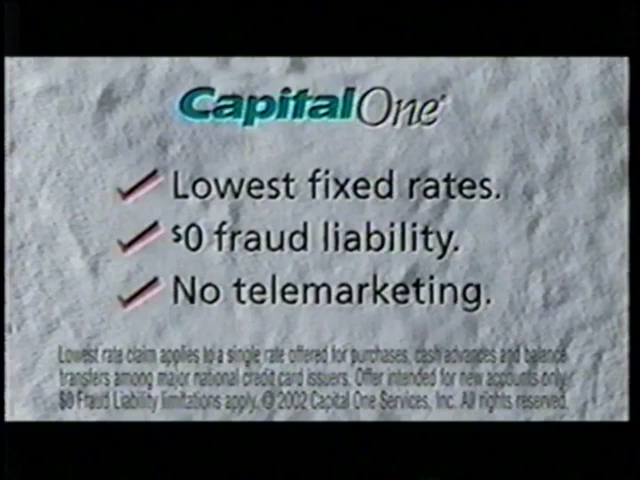 CapitalOne®
Lowest fixed rates.
$0 fraud liability.
No telemarketing.
Lowest rate claim applies to a single rate offered for purchases, cash advances and balance
transfers among major national credit card issuers. Offer intended for new accounts only.
$0 Fraud Liability limitations apply. © 2002 Capital One Services, Inc. All rights reserved.